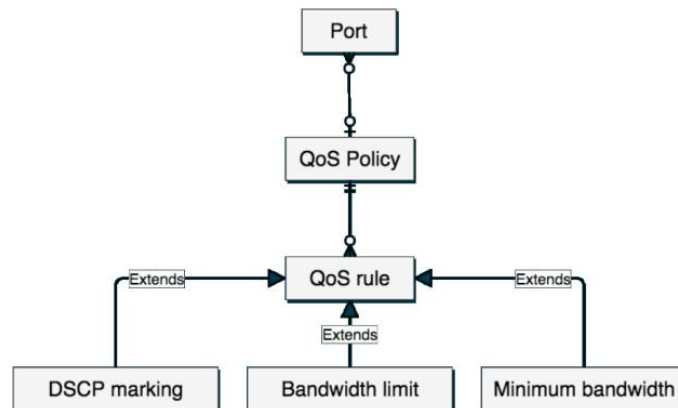 Port
QoS Policy
QoS rule
Extends
Extends
Extends
DSCP marking
Bandwidth limit
Minimum bandwidth